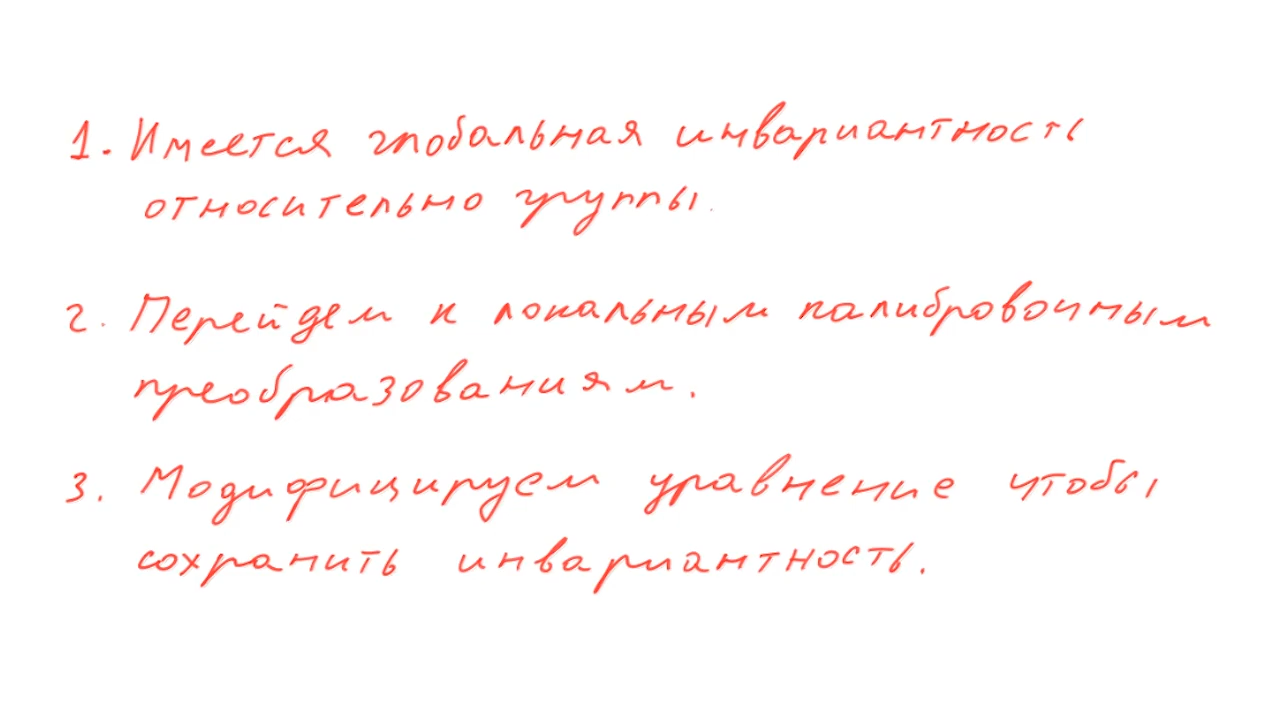 1. Имеется глобальная инвариантность
относительно группы.
2. Перейдем к локальным калибровочным
преобразованиям.
3. Модифицируем уравнение чтобы
сохранить инвариантность.